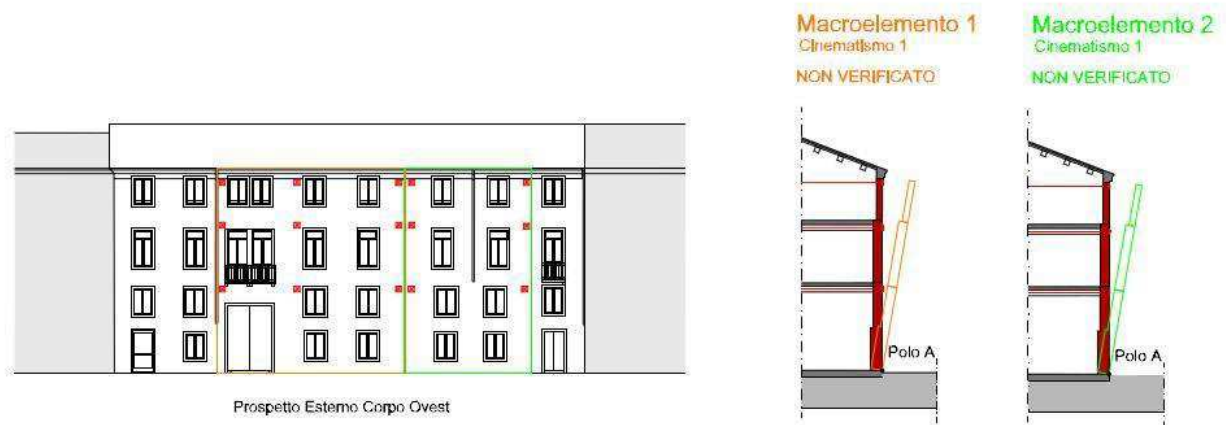 Macroelemento 1
Cinematismo 1
NON VERIFICATO
Macroelemento 2
Cinematismo 1
NON VERIFICATO
Polo A
Polo A
Prospetto Esterno Corpo Ovest